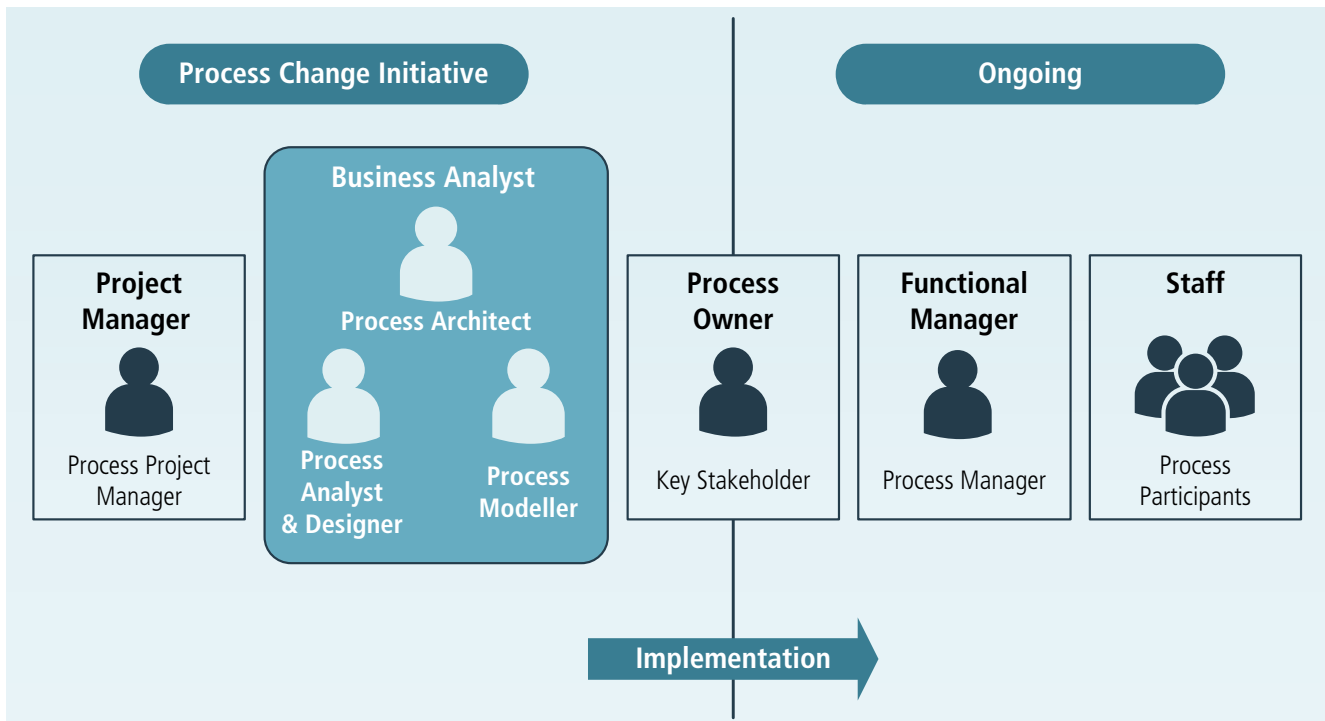 Process Change Initiative
Ongoing
Project
Manager
Process Project
Manager
Business Analyst
Process Architect
Process
Analyst
& Designer
Process
Modeller
Process
Owner
Key Stakeholder
Functional
Manager
Process Manager
Staff
Process
Participants
Implementation